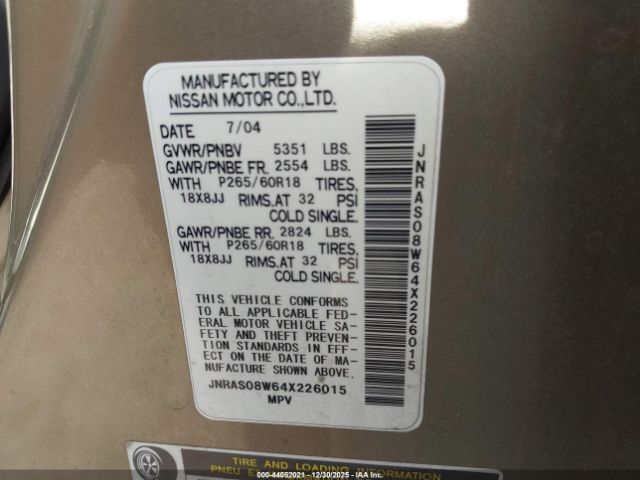 MANUFACTURED BY
NISSAN MOTOR CO.,LTD.
DATE 7/04
GVWR/PNBV 5351 LBS.
GAWR/PNBE FR. 2554 LBS.
WITH P265/60R18 TIRES.
18X8JJ RIMS.AT 32 PSI
COLD SINGLE.
GAWR/PNBE RR. 2824 LBS.
WITH P265/60R18 TIRES.
18X8JJ RIMS.AT 32 PSI
COLD SINGLE.
THIS VEHICLE CONFORMS
TO ALL APPLICABLE FED-
ERAL MOTOR VEHICLE SA-
FETY AND THEFT PREVEN-
TION STANDARDS IN EFF-
ECT ON THE DATE OF MA-
NUFACTURE SHOWN ABOVE.
JNRAS08W64X226015
MPV
JNRAS08W64X226015
TIRE AND LOADING INFORMATION
PNEU
000-44052021 - 12/30/2025 - COPART